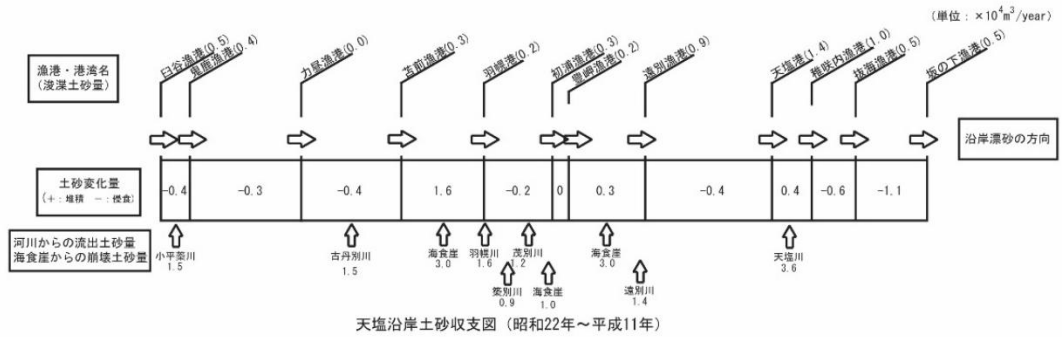 (単位：×10⁴m³/year)
漁港・港湾名
(浚渫土砂量)
臼谷漁港(0.5)
鬼鹿漁港(0.4)
力昼漁港(0.0)
苫前漁港(0.3)
羽幌港(0.2)
初浦漁港(0.3)
豊岬漁港(0.2)
遠別漁港(0.9)
天塩港(1.4)
稚咲内漁港(1.0)
抜海漁港(0.5)
坂の下漁港(0.5)
沿岸漂砂の方向
土砂変化量
(＋：堆積　－：侵食)
-0.4
-0.3
-0.4
1.6
-0.2
0
0.3
-0.4
0.4
-0.6
-1.1
河川からの流出土砂量
海食崖からの崩壊土砂量
小平蘂川
1.5
古丹別川
1.5
海食崖
3.0
羽幌川
1.6
築別川
0.9
茂別川
1.2
海食崖
1.0
海食崖
3.0
遠別川
1.4
天塩川
3.6
天塩沿岸土砂収支図（昭和22年～平成11年）